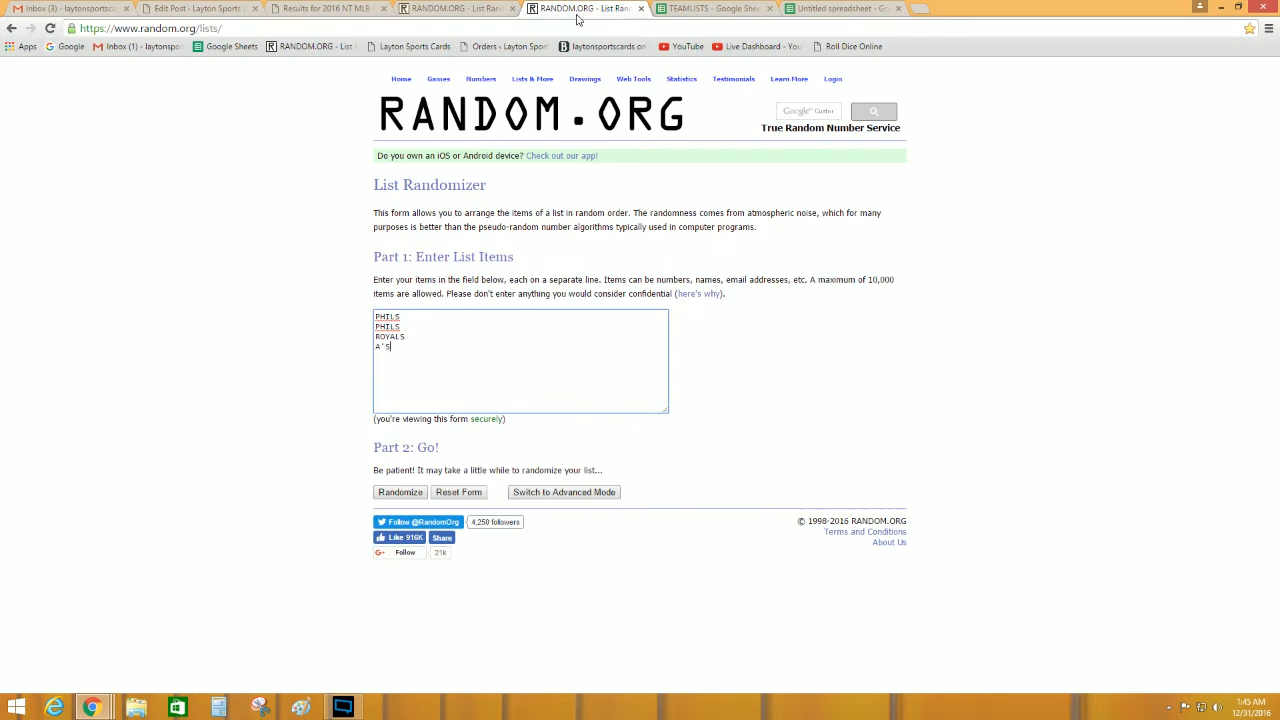 Inbox (3) - laytonsportsc
Edit Post ‹ Layton Sports
Results for 2016 NT MLB
RANDOM.ORG - List Ran
RANDOM.ORG - List Ran
TEAMLISTS - Google Shee
Untitled spreadsheet - Go
https://www.random.org/lists/
Apps
Google
Inbox (1) - laytonspor
Google Sheets
RANDOM.ORG - List
Layton Sports Cards
Orders ‹ Layton Sport
laytonsportscards on
YouTube
Live Dashboard - You
Roll Dice Online
Home Games Numbers Lists & More Drawings Web Tools Statistics Testimonials Learn More Login
RANDOM.ORG
Google™ Custor
True Random Number Service
Do you own an iOS or Android device? Check out our app!
List Randomizer
This form allows you to arrange the items of a list in random order. The randomness comes from atmospheric noise, which for many
purposes is better than the pseudo-random number algorithms typically used in computer programs.
Part 1: Enter List Items
Enter your items in the field below, each on a separate line. Items can be numbers, names, email addresses, etc. A maximum of 10,000
items are allowed. Please don't enter anything you would consider confidential (here's why).
PHILS
PHILS
ROYALS
A'S
(you're viewing this form securely)
Part 2: Go!
Be patient! It may take a little while to randomize your list...
Randomize Reset Form Switch to Advanced Mode
Follow @RandomOrg 4,250 followers
Like 916K Share
G+ Follow 21k
© 1998-2016 RANDOM.ORG
Terms and Conditions
About Us
1:45 AM
12/31/2016